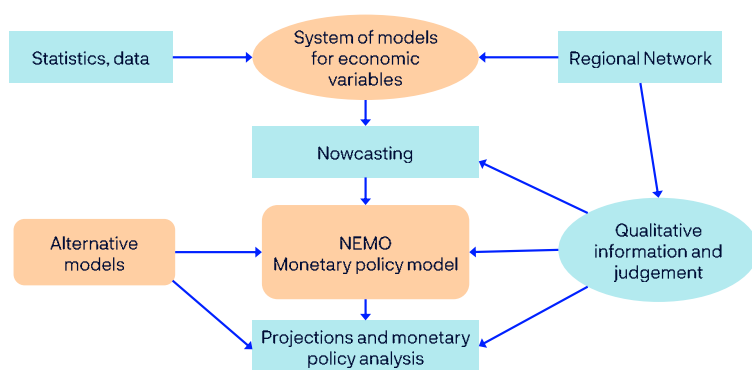 System of models
for economic
variables
Statistics, data
Regional Network
Nowcasting
Alternative
models
NEMO
Monetary policy model
Qualitative
information and
judgement
Projections and monetary
policy analysis